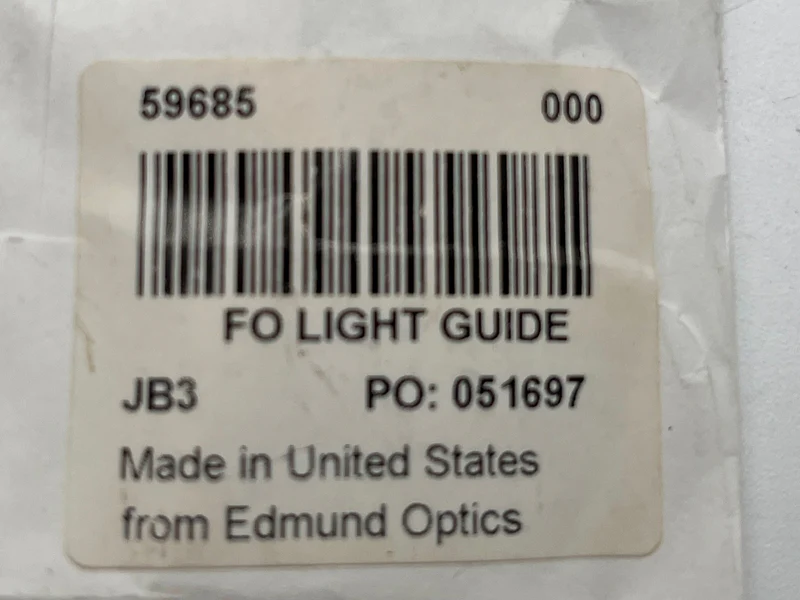 59685 000
FO LIGHT GUIDE
JB3 PO: 051697
Made in United States
from Edmund Optics